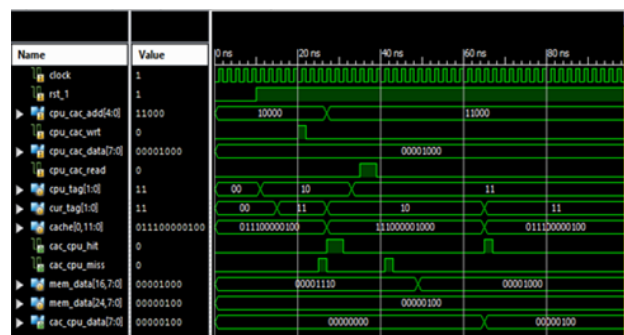 Name Value 0 ns 20 ns 40 ns 60 ns 80 ns
clock 1
rst_1 1
cpu_cac_add[4:0] 11000 10000 11000
cpu_cac_wrt 0
cpu_cac_data[7:0] 00001000 00001000
cpu_cac_read 0
cpu_tag[1:0] 11 00 10 11
cur_tag[1:0] 11 00 11 10 11
cache[0,11:0] 011100000100 011100000100 111000001000 011100000100
cac_cpu_hit 0
cac_cpu_miss 0
mem_data[16,7:0] 00001000 00001110 00001000
mem_data[24,7:0] 00000100 00000100
cac_cpu_data[7:0] 00000100 00000000 00000100